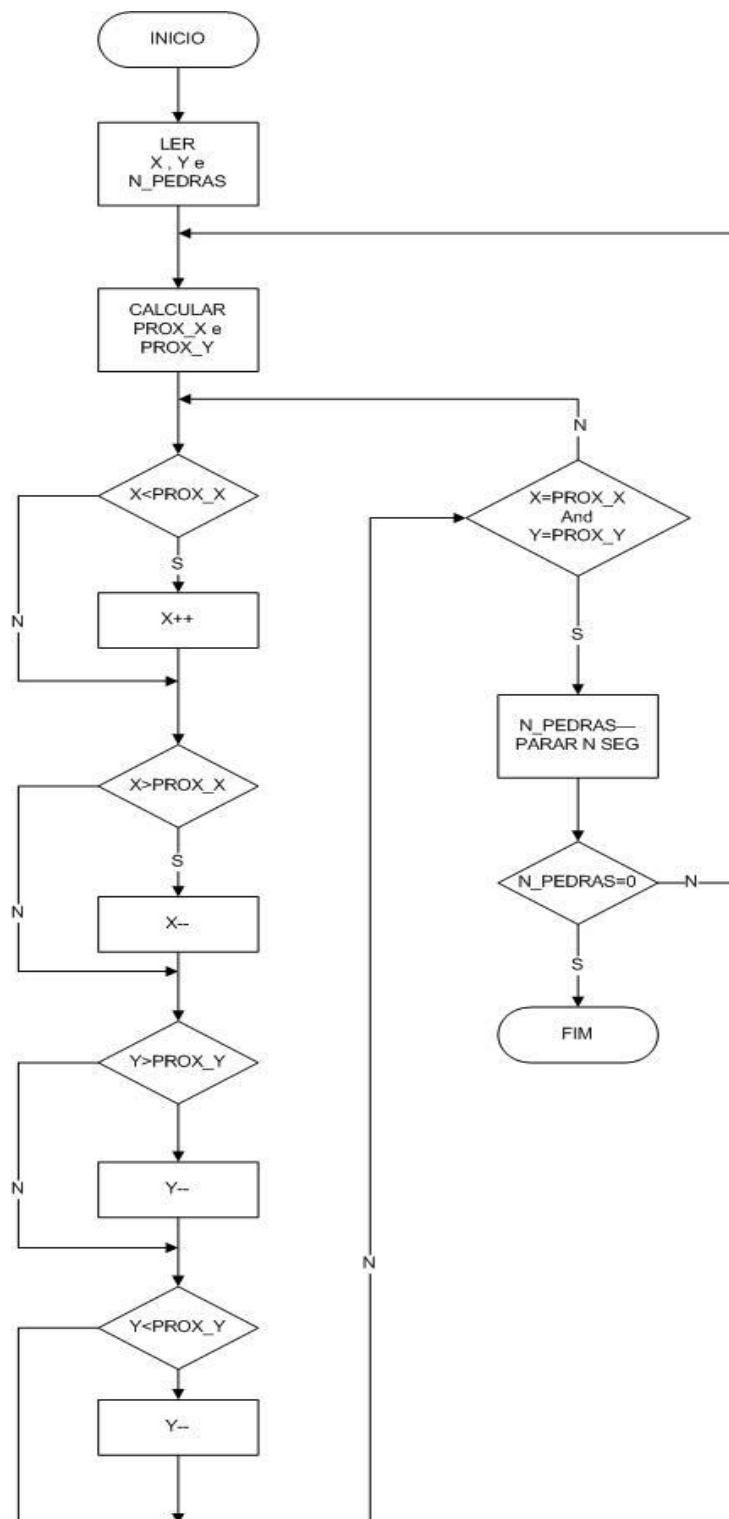 INICIO
LER
X , Y e
N_PEDRAS
CALCULAR
PROX_X e
PROX_Y
X<PROX_X
S
N
X++
X>PROX_X
S
N
X--
Y>PROX_Y
N
Y--
Y<PROX_Y
Y--
N
N
X=PROX_X
And
Y=PROX_Y
S
N_PEDRAS—
PARAR N SEG
N_PEDRAS=0
N
S
FIM